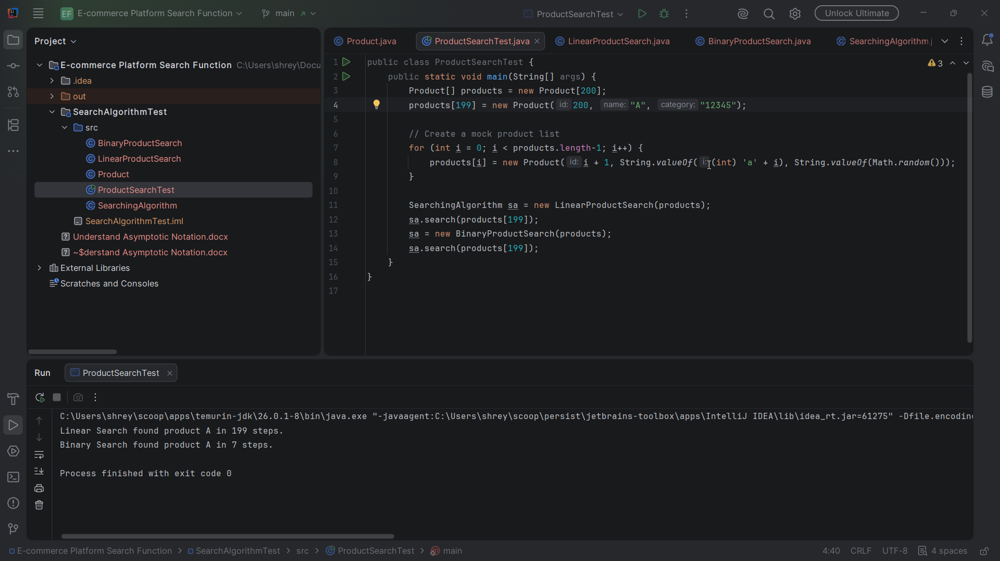 EF E-commerce Platform Search Function main ProductSearchTest Unlock Ultimate
Project
E-commerce Platform Search Function C:\Users\shrey\Docu
.idea
out
SearchAlgorithmTest
src
BinaryProductSearch
LinearProductSearch
Product
ProductSearchTest
SearchingAlgorithm
SearchAlgorithmTest.iml
Understand Asymptotic Notation.docx
~$derstand Asymptotic Notation.docx
External Libraries
Scratches and Consoles
Product.java ProductSearchTest.java LinearProductSearch.java BinaryProductSearch.java SearchingAlgorithm.j
3
1 public class ProductSearchTest {
2 public static void main(String[] args) {
3 Product[] products = new Product[200];
4 products[199] = new Product( id: 200, name: "A", category: "12345");
5
6 // Create a mock product list
7 for (int i = 0; i < products.length-1; i++) {
8 products[i] = new Product( id: i + 1, String.valueOf( i: (int) 'a' + i), String.valueOf(Math.random()));
9 }
10
11 SearchingAlgorithm sa = new LinearProductSearch(products);
12 sa.search(products[199]);
13 sa = new BinaryProductSearch(products);
14 sa.search(products[199]);
15 }
16 }
17
Run ProductSearchTest
C:\Users\shrey\scoop\apps\temurin-jdk\26.0.1-8\bin\java.exe "-javaagent:C:\Users\shrey\scoop\persist\jetbrains-toolbox\apps\IntelliJ IDEA\lib\idea_rt.jar=61275" -Dfile.encoding
Linear Search found product A in 199 steps.
Binary Search found product A in 7 steps.
Process finished with exit code 0
E-commerce Platform Search Function > SearchAlgorithmTest > src > ProductSearchTest > main 4:40 CRLF UTF-8 4 spaces